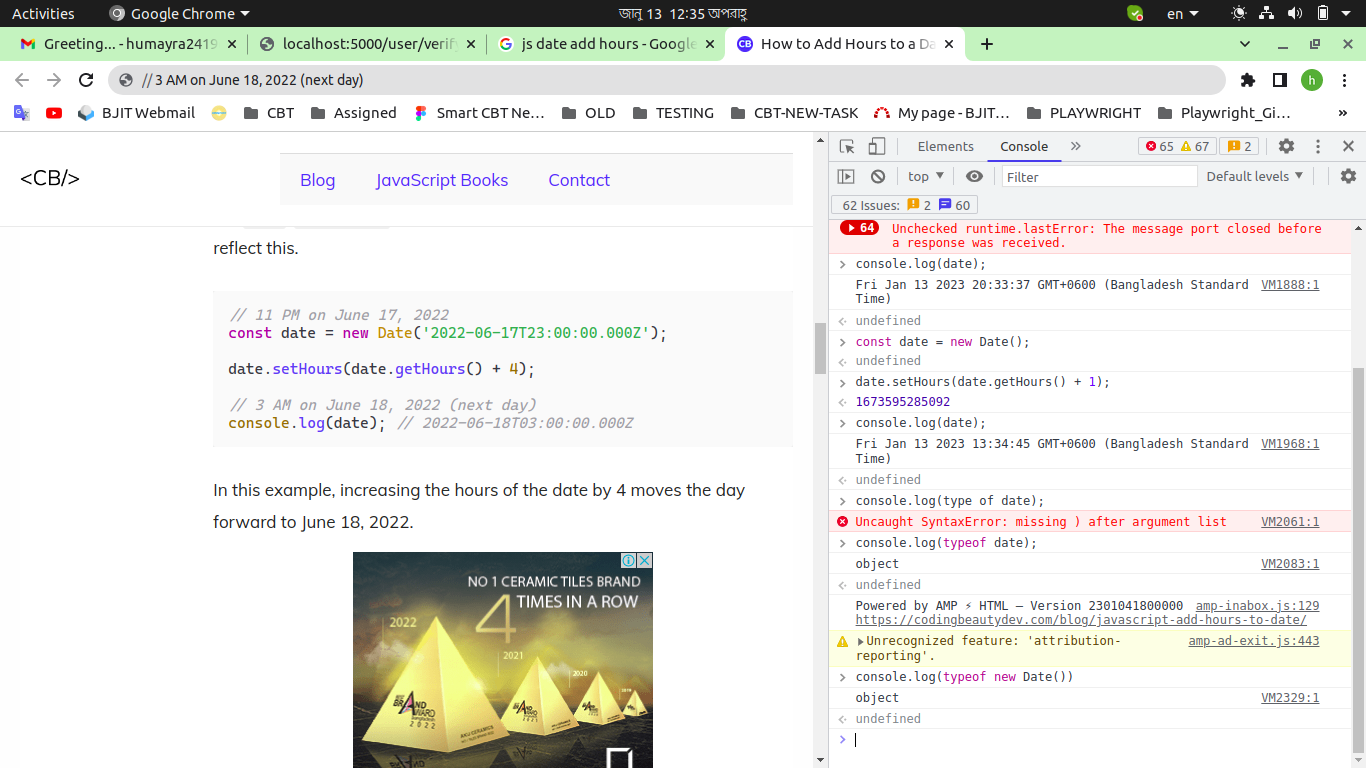 Activities Google Chrome জানু 13 12:35 অপরাহ্ণ en
Greeting... - humayra2419 localhost:5000/user/verify js date add hours - Google CB How to Add Hours to a Da
// 3 AM on June 18, 2022 (next day) h
BJIT Webmail CBT Assigned Smart CBT Ne... OLD TESTING CBT-NEW-TASK My page - BJIT... PLAYWRIGHT Playwright_Gi... »
<CB/> Blog JavaScript Books Contact
reflect this.
// 11 PM on June 17, 2022
const date = new Date('2022-06-17T23:00:00.000Z');
date.setHours(date.getHours() + 4);
// 3 AM on June 18, 2022 (next day)
console.log(date); // 2022-06-18T03:00:00.000Z
In this example, increasing the hours of the date by 4 moves the day
forward to June 18, 2022.
NO 1 CERAMIC TILES BRAND
4 TIMES IN A ROW
2022
2021
2020
BRAND
AWARD
2022
Elements Console » 65 67 2
top Filter Default levels
62 Issues: 2 60
64 Unchecked runtime.lastError: The message port closed before
a response was received.
console.log(date);
Fri Jan 13 2023 20:33:37 GMT+0600 (Bangladesh Standard VM1888:1
Time)
undefined
const date = new Date();
undefined
date.setHours(date.getHours() + 1);
1673595285092
console.log(date);
Fri Jan 13 2023 13:34:45 GMT+0600 (Bangladesh Standard VM1968:1
Time)
undefined
console.log(type of date);
Uncaught SyntaxError: missing ) after argument list VM2061:1
console.log(typeof date);
object VM2083:1
undefined
Powered by AMP ⚡ HTML – Version 2301041800000 amp-inabox.js:129
https://codingbeautydev.com/blog/javascript-add-hours-to-date/
Unrecognized feature: 'attribution- amp-ad-exit.js:443
reporting'.
console.log(typeof new Date())
object VM2329:1
undefined